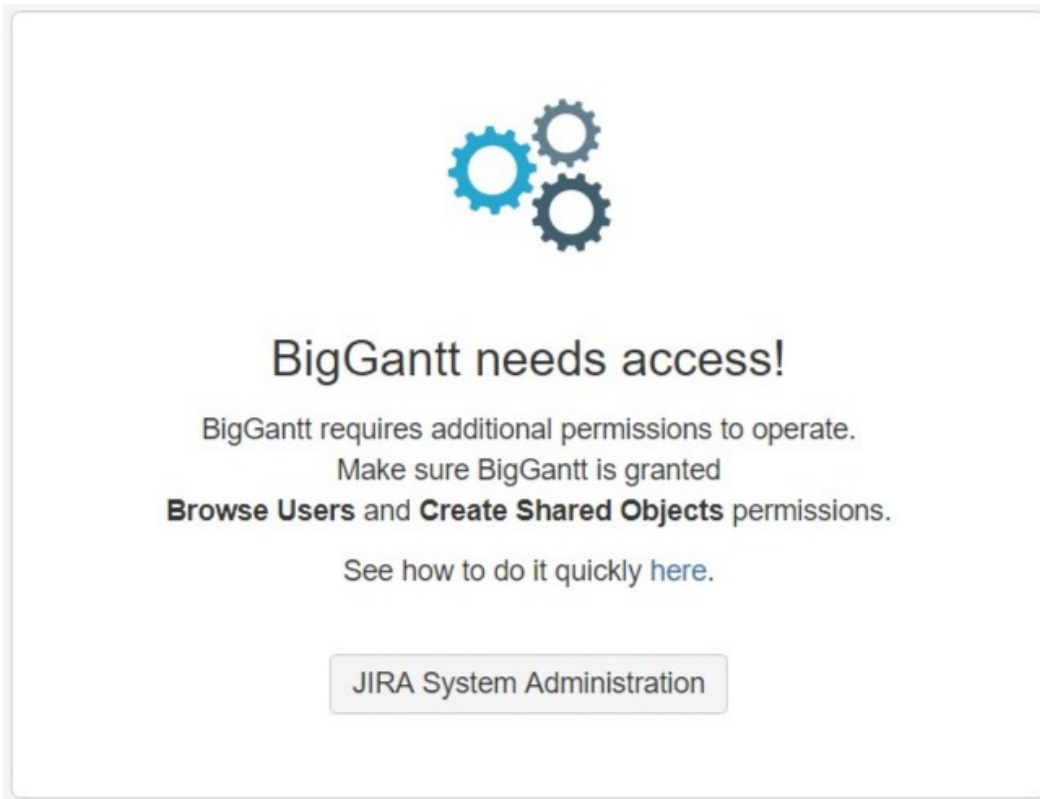 BigGantt needs access!
BigGantt requires additional permissions to operate.
Make sure BigGantt is granted
Browse Users and Create Shared Objects permissions.
See how to do it quickly here.
JIRA System Administration